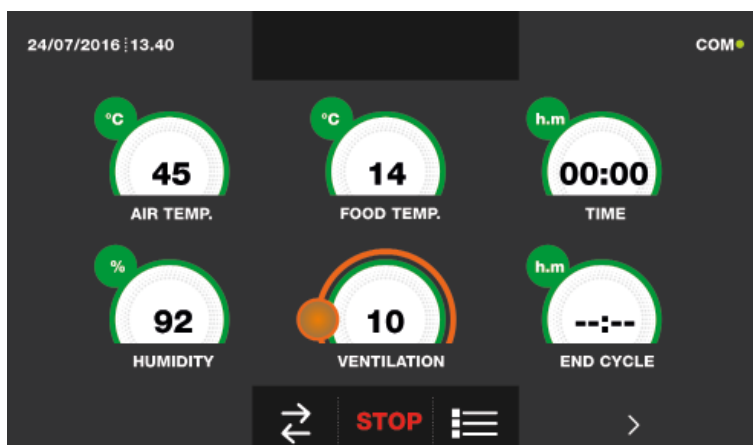 24/07/2016 13.40
COM
°C
°C
h.m
45
14
00:00
AIR TEMP.
FOOD TEMP.
TIME
%
h.m
92
10
--:--
HUMIDITY
VENTILATION
END CYCLE
STOP